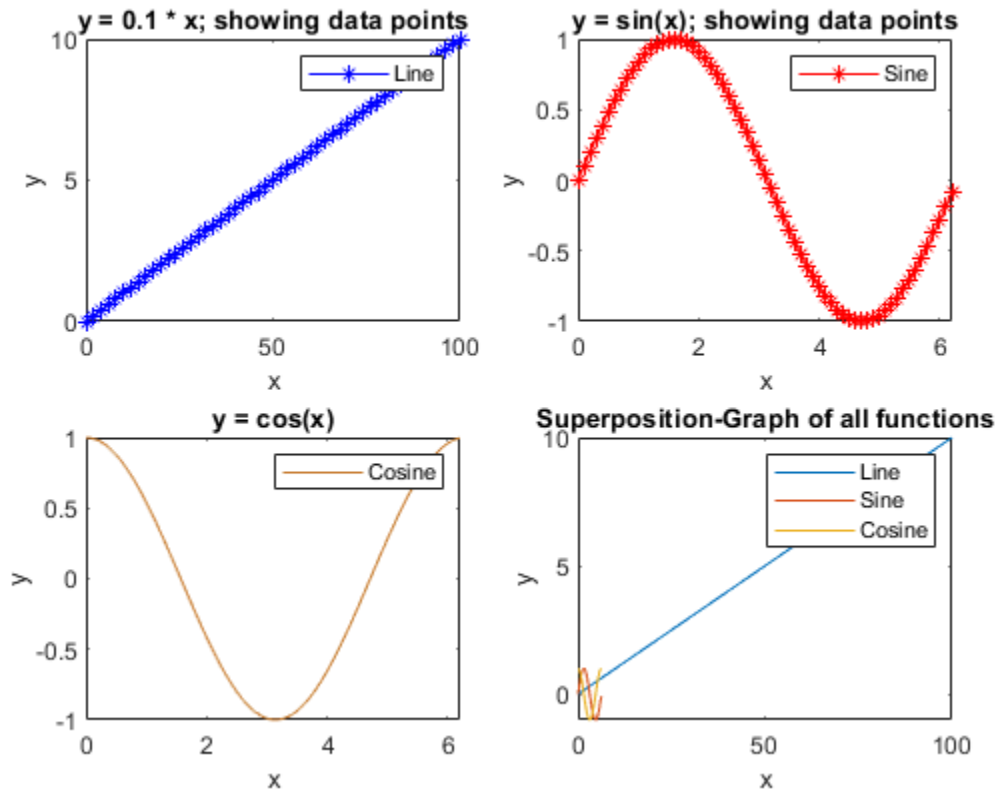 y = 0.1 * x; showing data points
10
5
0
y
Line
0
50
100
x
y = sin(x); showing data points
1
0.5
0
-0.5
-1
y
Sine
0
2
4
6
x
y = cos(x)
1
0.5
0
-0.5
-1
y
Cosine
0
2
4
6
x
Superposition-Graph of all functions
10
5
0
y
Line
Sine
Cosine
0
50
100
x